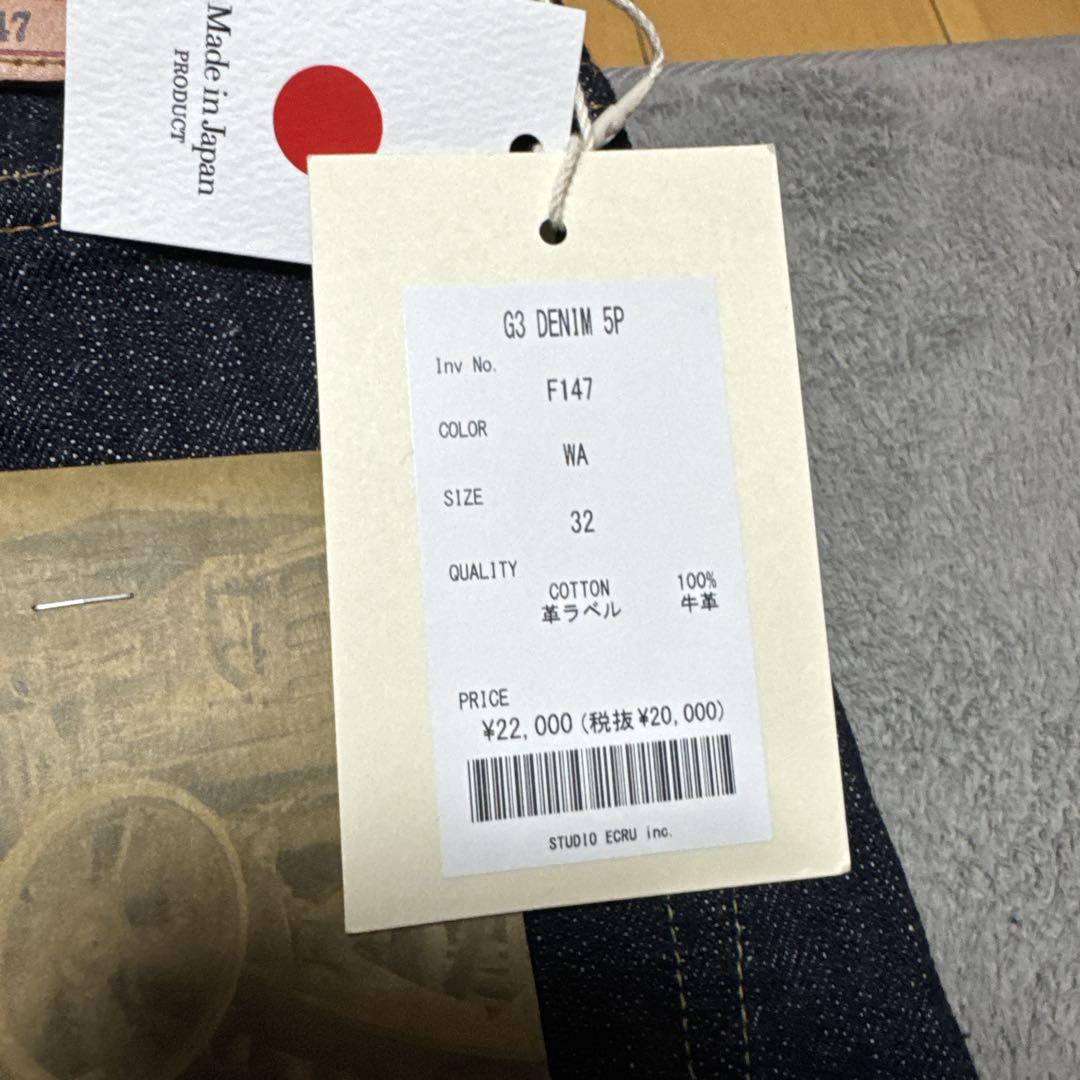 47
Made in Japan
PRODUCT
G3 DENIM 5P
Inv No.
F147
COLOR
WA
SIZE
32
QUALITY
COTTON 100%
革ラベル 牛革
PRICE
¥22,000(税抜¥20,000)
STUDIO ECRU inc.